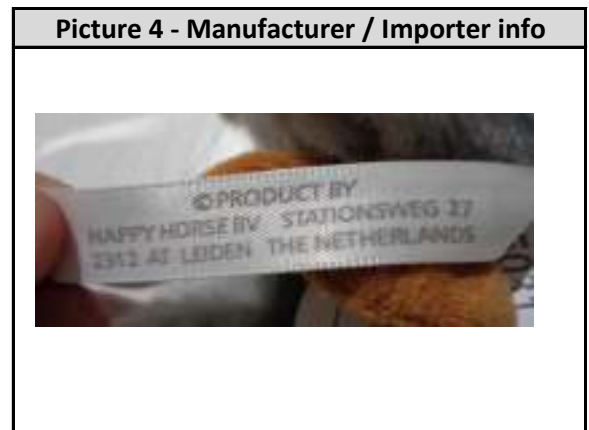 Picture 4 - Manufacturer / Importer info
© PRODUCT BY
HAPPY HORSE BV STATIONSWEG 27
2312 AT LEIDEN THE NETHERLANDS